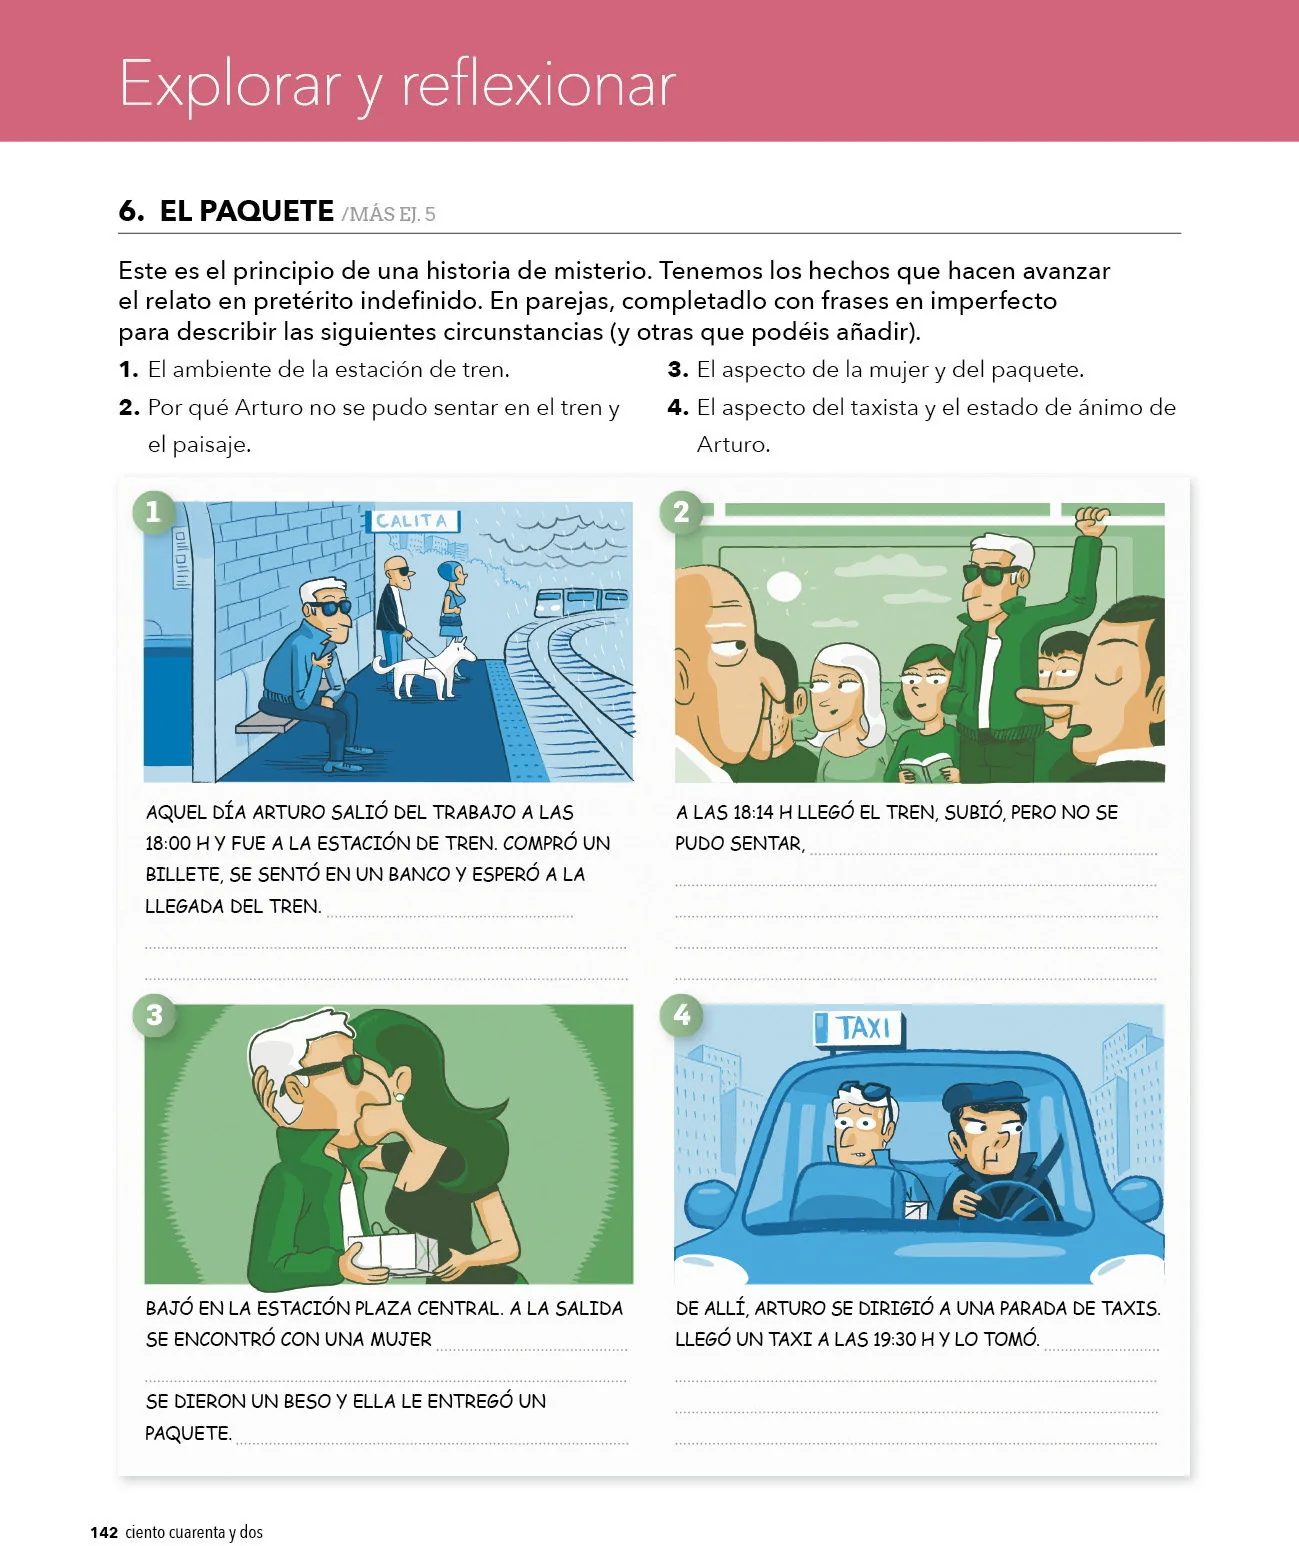 Explorar y reflexionar
6. EL PAQUETE /MÁS EJ. 5
Este es el principio de una historia de misterio. Tenemos los hechos que hacen avanzar
el relato en pretérito indefinido. En parejas, completadlo con frases en imperfecto
para describir las siguientes circunstancias (y otras que podéis añadir).
1. El ambiente de la estación de tren.
2. Por qué Arturo no se pudo sentar en el tren y
el paisaje.
3. El aspecto de la mujer y del paquete.
4. El aspecto del taxista y el estado de ánimo de
Arturo.
1
CALITA
AQUEL DÍA ARTURO SALIÓ DEL TRABAJO A LAS
18:00 H Y FUE A LA ESTACIÓN DE TREN. COMPRÓ UN
BILLETE, SE SENTÓ EN UN BANCO Y ESPERÓ A LA
LLEGADA DEL TREN.
2
A LAS 18:14 H LLEGÓ EL TREN, SUBIÓ, PERO NO SE
PUDO SENTAR,
3
BAJÓ EN LA ESTACIÓN PLAZA CENTRAL. A LA SALIDA
SE ENCONTRÓ CON UNA MUJER
SE DIERON UN BESO Y ELLA LE ENTREGÓ UN
PAQUETE.
4
TAXI
DE ALLÍ, ARTURO SE DIRIGIÓ A UNA PARADA DE TAXIS.
LLEGÓ UN TAXI A LAS 19:30 H Y LO TOMÓ.
142 ciento cuarenta y dos